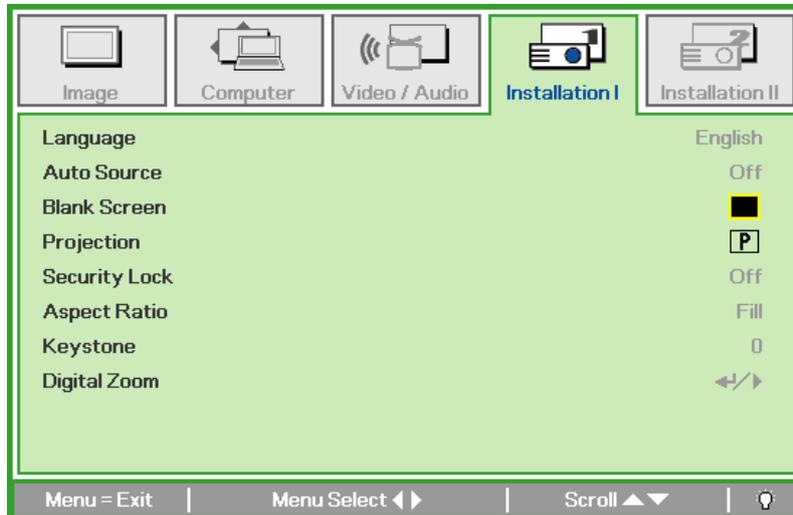 Image Computer Video / Audio Installation I Installation II
Language English
Auto Source Off
Blank Screen
Projection P
Security Lock Off
Aspect Ratio Fill
Keystone 0
Digital Zoom ↵/▶
Menu = Exit | Menu Select ◀▶ | Scroll ▲▼ |